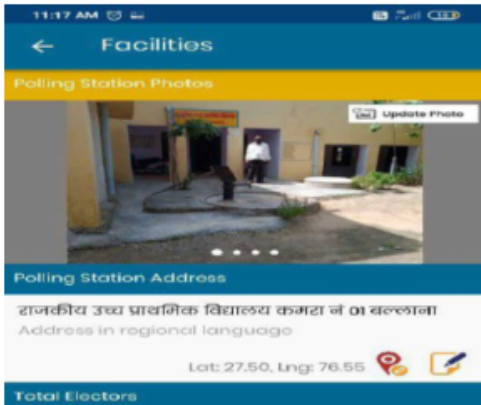 11:17 AM
Facilities
Polling Station Photos
Update Photo
Polling Station Address
राजकीय उच्च प्राथमिक विद्यालय कमरा नं 01 बल्लाना
Address in regional language
Lat: 27.50, Lng: 76.55
Total Electors